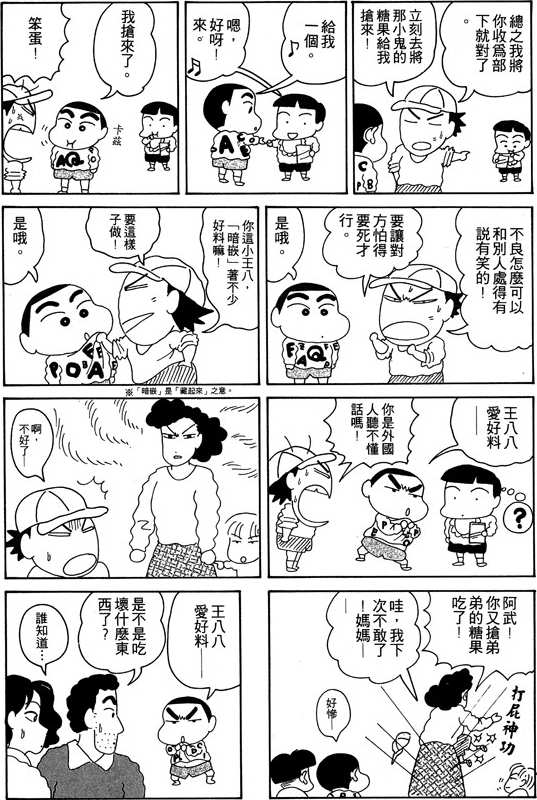 總之我將
你收為部
下就對了
。
立刻去將
那小鬼的
糖果給我
搶來！
給我
一個。
嗯，
好呀！
來。
我搶來了。
卡茲
笨蛋！
不良怎麼可以
和別人處得有
說有笑的！
要讓對
方怕得
要死才
行。
是哦。
你這小王八，
「暗嵌」著不少
好料嘛！
要這樣
子做！
是哦。
※「暗嵌」是「藏起來」之意。
王八八
愛好料——
？
你是外國
人聽不懂
話嗎！
啊，
不好了——
阿武！
你又搶弟
弟的糖果
吃了！
打屁神功
哇，我下
次不敢了
！媽媽——
好慘—
王八八
愛好料——
是不是吃
壞什麼東
西了？
誰知道…